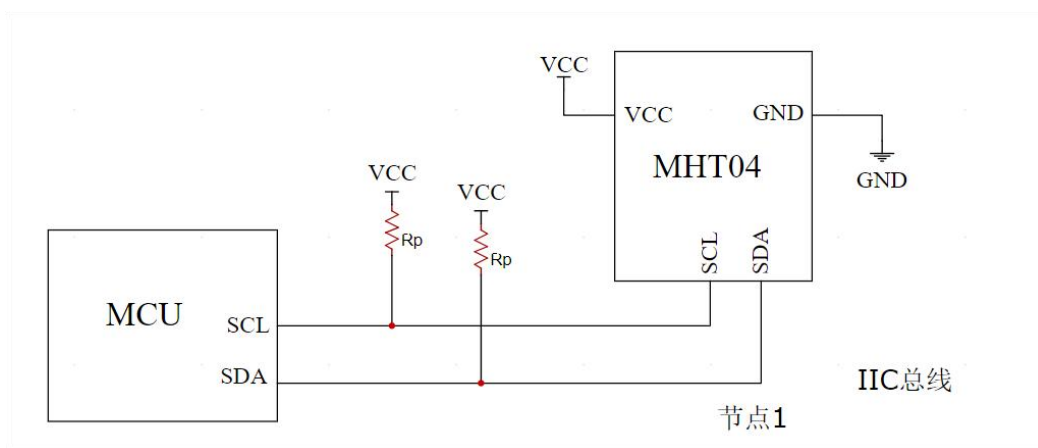 VCC
VCC
GND
MHT04
GND
VCC
VCC
Rp
Rp
SCL
SDA
MCU
SCL
SDA
IIC总线
节点1